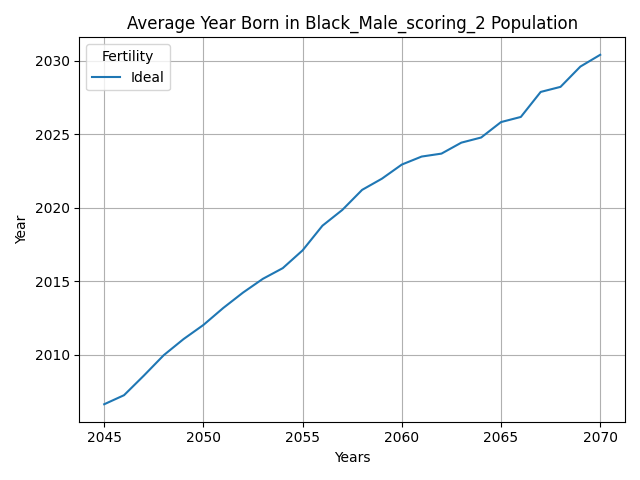 Average Year Born in Black_Male_scoring_2 Population
Fertility
Ideal
2030
2025
2020
2015
2010
Year
2045 2050 2055 2060 2065 2070
Years